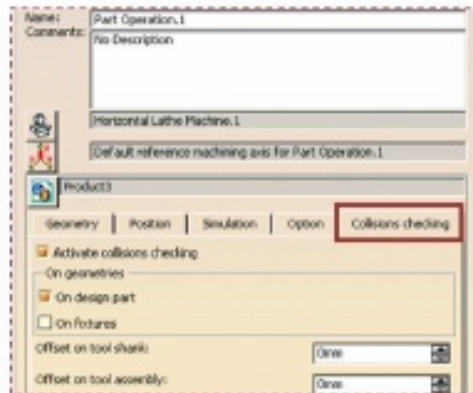 Name: Part Operation.1
Comments: No Description
Horizontal Lathe Machine.1
Default reference machining axis for Part Operation.1
Product3
Geometry Position Simulation Option Collisions checking
Activate collisions checking
On geometries
On design part
On fixtures
Offset on tool shank: 0mm
Offset on tool assembly: 0mm